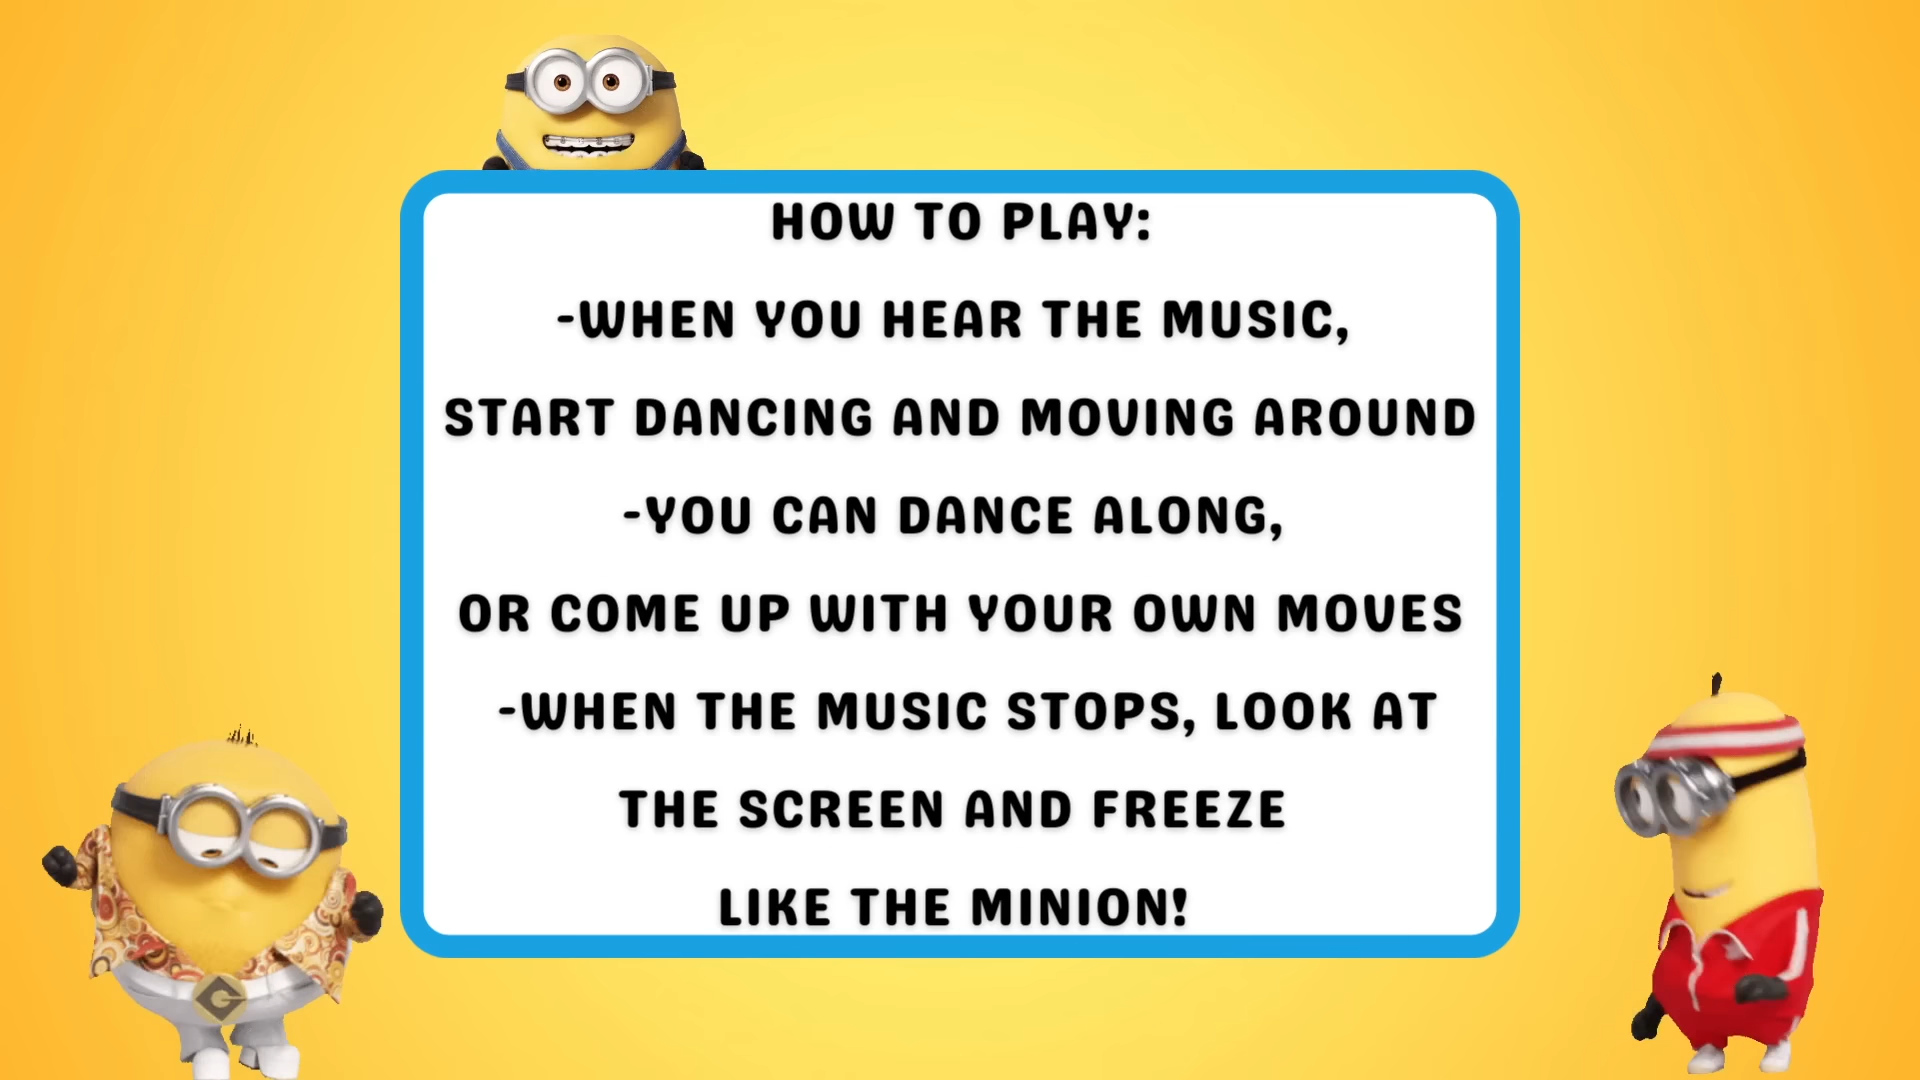 HOW TO PLAY:
-WHEN YOU HEAR THE MUSIC,
START DANCING AND MOVING AROUND
-YOU CAN DANCE ALONG,
OR COME UP WITH YOUR OWN MOVES
-WHEN THE MUSIC STOPS, LOOK AT
THE SCREEN AND FREEZE
LIKE THE MINION!